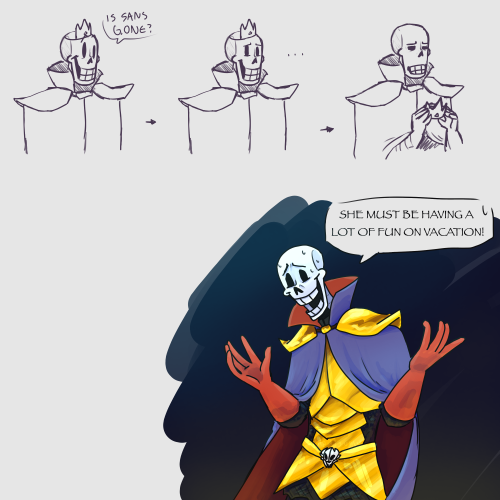 IS SANS
GONE?
...
SHE MUST BE HAVING A
LOT OF FUN ON VACATION!